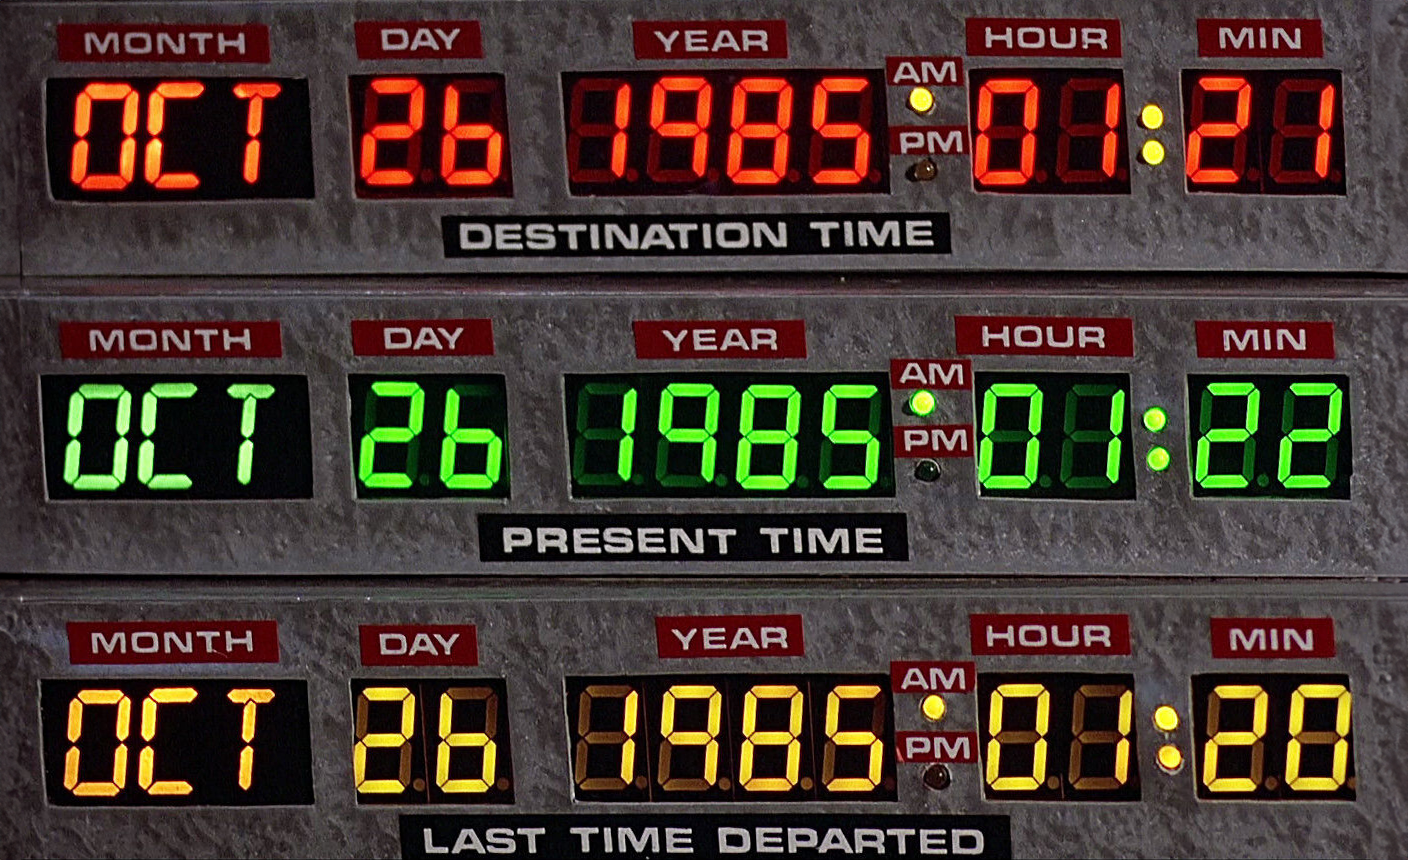 MONTH DAY YEAR HOUR MIN
AM
OCT 26 1985 01:21
PM
DESTINATION TIME
MONTH DAY YEAR HOUR MIN
AM
OCT 26 1985 01:22
PM
PRESENT TIME
MONTH DAY YEAR HOUR MIN
AM
OCT 26 1985 01:20
PM
LAST TIME DEPARTED